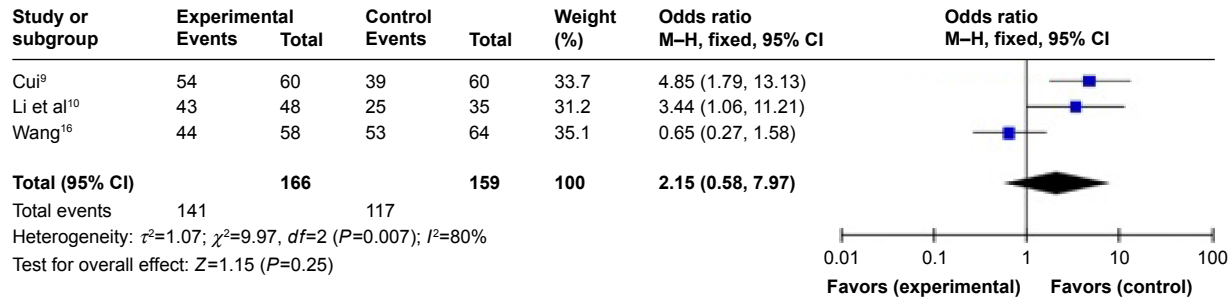 Study or subgroup Experimental Control Weight (%) Odds ratio M–H, fixed, 95% CI Odds ratio M–H, fixed, 95% CI
Events Total Events Total
Cui⁹ 54 60 39 60 33.7 4.85 (1.79, 13.13)
Li et al¹⁰ 43 48 25 35 31.2 3.44 (1.06, 11.21)
Wang¹⁶ 44 58 53 64 35.1 0.65 (0.27, 1.58)
Total (95% CI) 166 159 100 2.15 (0.58, 7.97)
Total events 141 117
Heterogeneity: τ²=1.07; χ²=9.97, df=2 (P=0.007); I²=80%
Test for overall effect: Z=1.15 (P=0.25)
0.01 0.1 1 10 100
Favors (experimental) Favors (control)